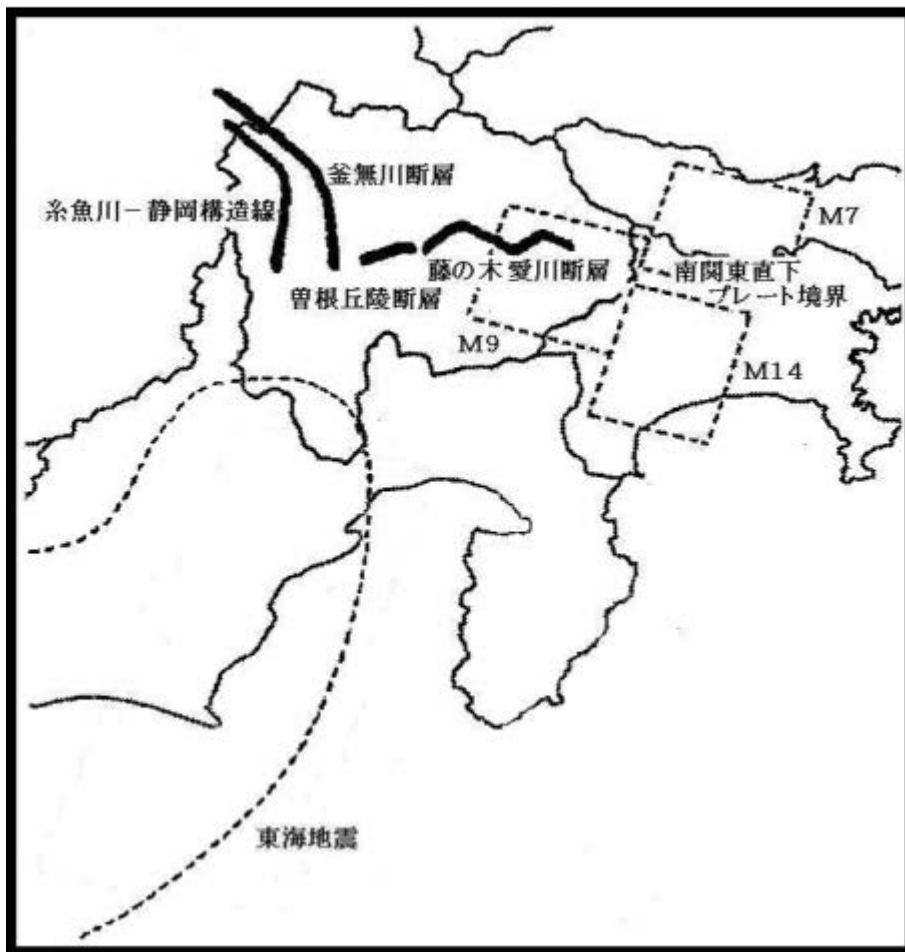 釜無川断層
糸魚川－静岡構造線
M7
藤の木愛川断層
南関東直下
プレート境界
曽根丘陵断層
M9
M14
東海地震